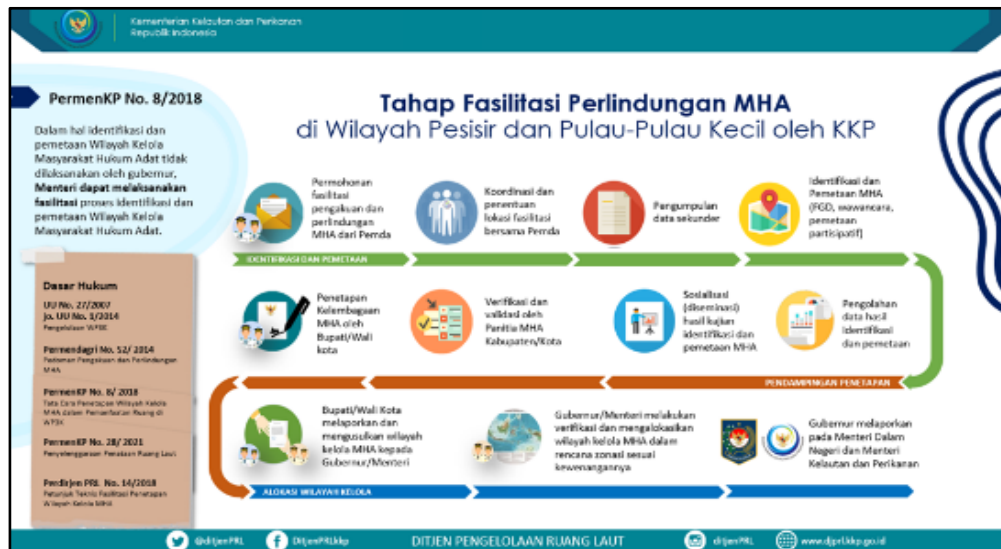 Kementerian Kelautan dan Perikanan
Republik Indonesia
PermenKP No. 8/2018
Dalam hal identifikasi dan
pemetaan Wilayah Kelola
Masyarakat Hukum Adat tidak
dilaksanakan oleh gubernur,
Menteri dapat melaksanakan
fasilitasi proses identifikasi dan
pemetaan Wilayah Kelola
Masyarakat Hukum Adat.
Dasar Hukum
UU No. 27/2007
jo. UU No. 1/2014
Pengelolaan WP3K
Permendagri No. 52/ 2014
Pedoman Pengakuan dan Perlindungan
MHA
PermenKP No. 8/ 2018
Tata Cara Penetapan Wilayah Kelola
MHA dalam Pemanfaatan Ruang di
WP3K
PermenKP No. 28/ 2021
Penyelenggaraan Penataan Ruang Laut
Perdirjen PRL No. 14/2018
Petunjuk Teknis Fasilitasi Penetapan
Wilayah Kelola MHA
Tahap Fasilitasi Perlindungan MHA
di Wilayah Pesisir dan Pulau-Pulau Kecil oleh KKP
Permohonan
fasilitasi
pengakuan dan
perlindungan
MHA dari Pemda
Koordinasi dan
penentuan
lokasi fasilitasi
bersama Pemda
Pengumpulan
data sekunder
Identifikasi dan
Pemetaan MHA
(FGD, wawancara,
pemetaan
partisipatif)
IDENTIFIKASI DAN PEMETAAN
Penetapan
Kelembagaan
MHA oleh
Bupati/Wali
kota
Verifikasi dan
validasi oleh
Panitia MHA
Kabupaten/Kota
Sosialisasi
(diseminasi)
hasil kajian
identifikasi dan
pemetaan MHA
Pengolahan
data hasil
Identifikasi
dan pemetaan
PENDAMPINGAN PENETAPAN
Bupati/Wali Kota
melaporkan dan
mengusulkan wilayah
kelola MHA kepada
Gubernur/Menteri
Gubernur/Menteri melakukan
verifikasi dan mengalokasikan
wilayah kelola MHA dalam
rencana zonasi sesuai
kewenangannya
Gubernur melaporkan
pada Menteri Dalam
Negeri dan Menteri
Kelautan dan Perikanan
ALOKASI WILAYAH KELOLA
@ditjenPRL
DitjenPRLkkp
DITJEN PENGELOLAAN RUANG LAUT
ditjenPRL
www.djprl.kkp.go.id